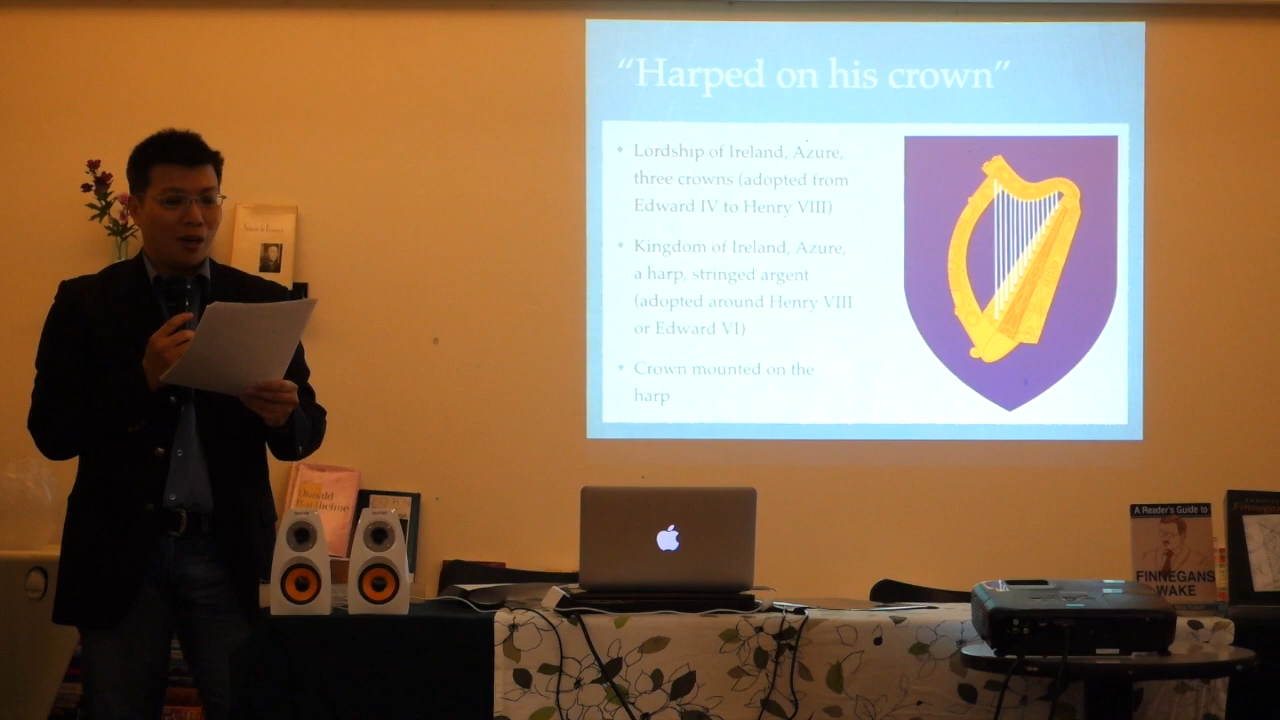 “Harped on his crown”
• Lordship of Ireland, Azure,
three crowns (adopted from
Edward IV to Henry VIII)
• Kingdom of Ireland, Azure,
a harp, stringed argent
(adopted around Henry VIII
or Edward VI)
• Crown mounted on the
harp
Donald
Barthelme
A Reader's Guide to
FINNEGANS
WAKE